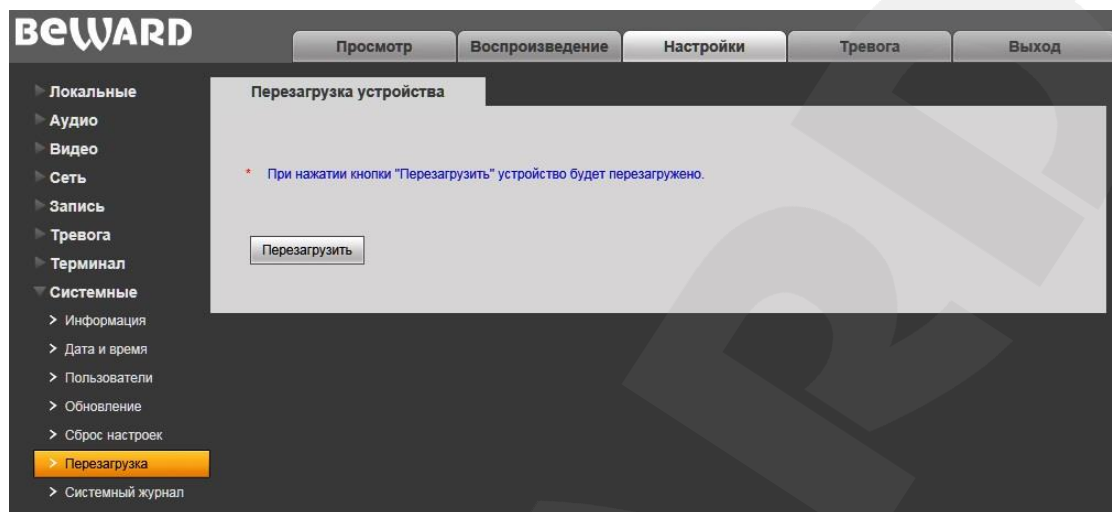 BEWARD
Просмотр Воспроизведение Настройки Тревога Выход
Локальные
Аудио
Видео
Сеть
Запись
Тревога
Терминал
Системные
> Информация
> Дата и время
> Пользователи
> Обновление
> Сброс настроек
> Перезагрузка
> Системный журнал
Перезагрузка устройства
* При нажатии кнопки "Перезагрузить" устройство будет перезагружено.
Перезагрузить